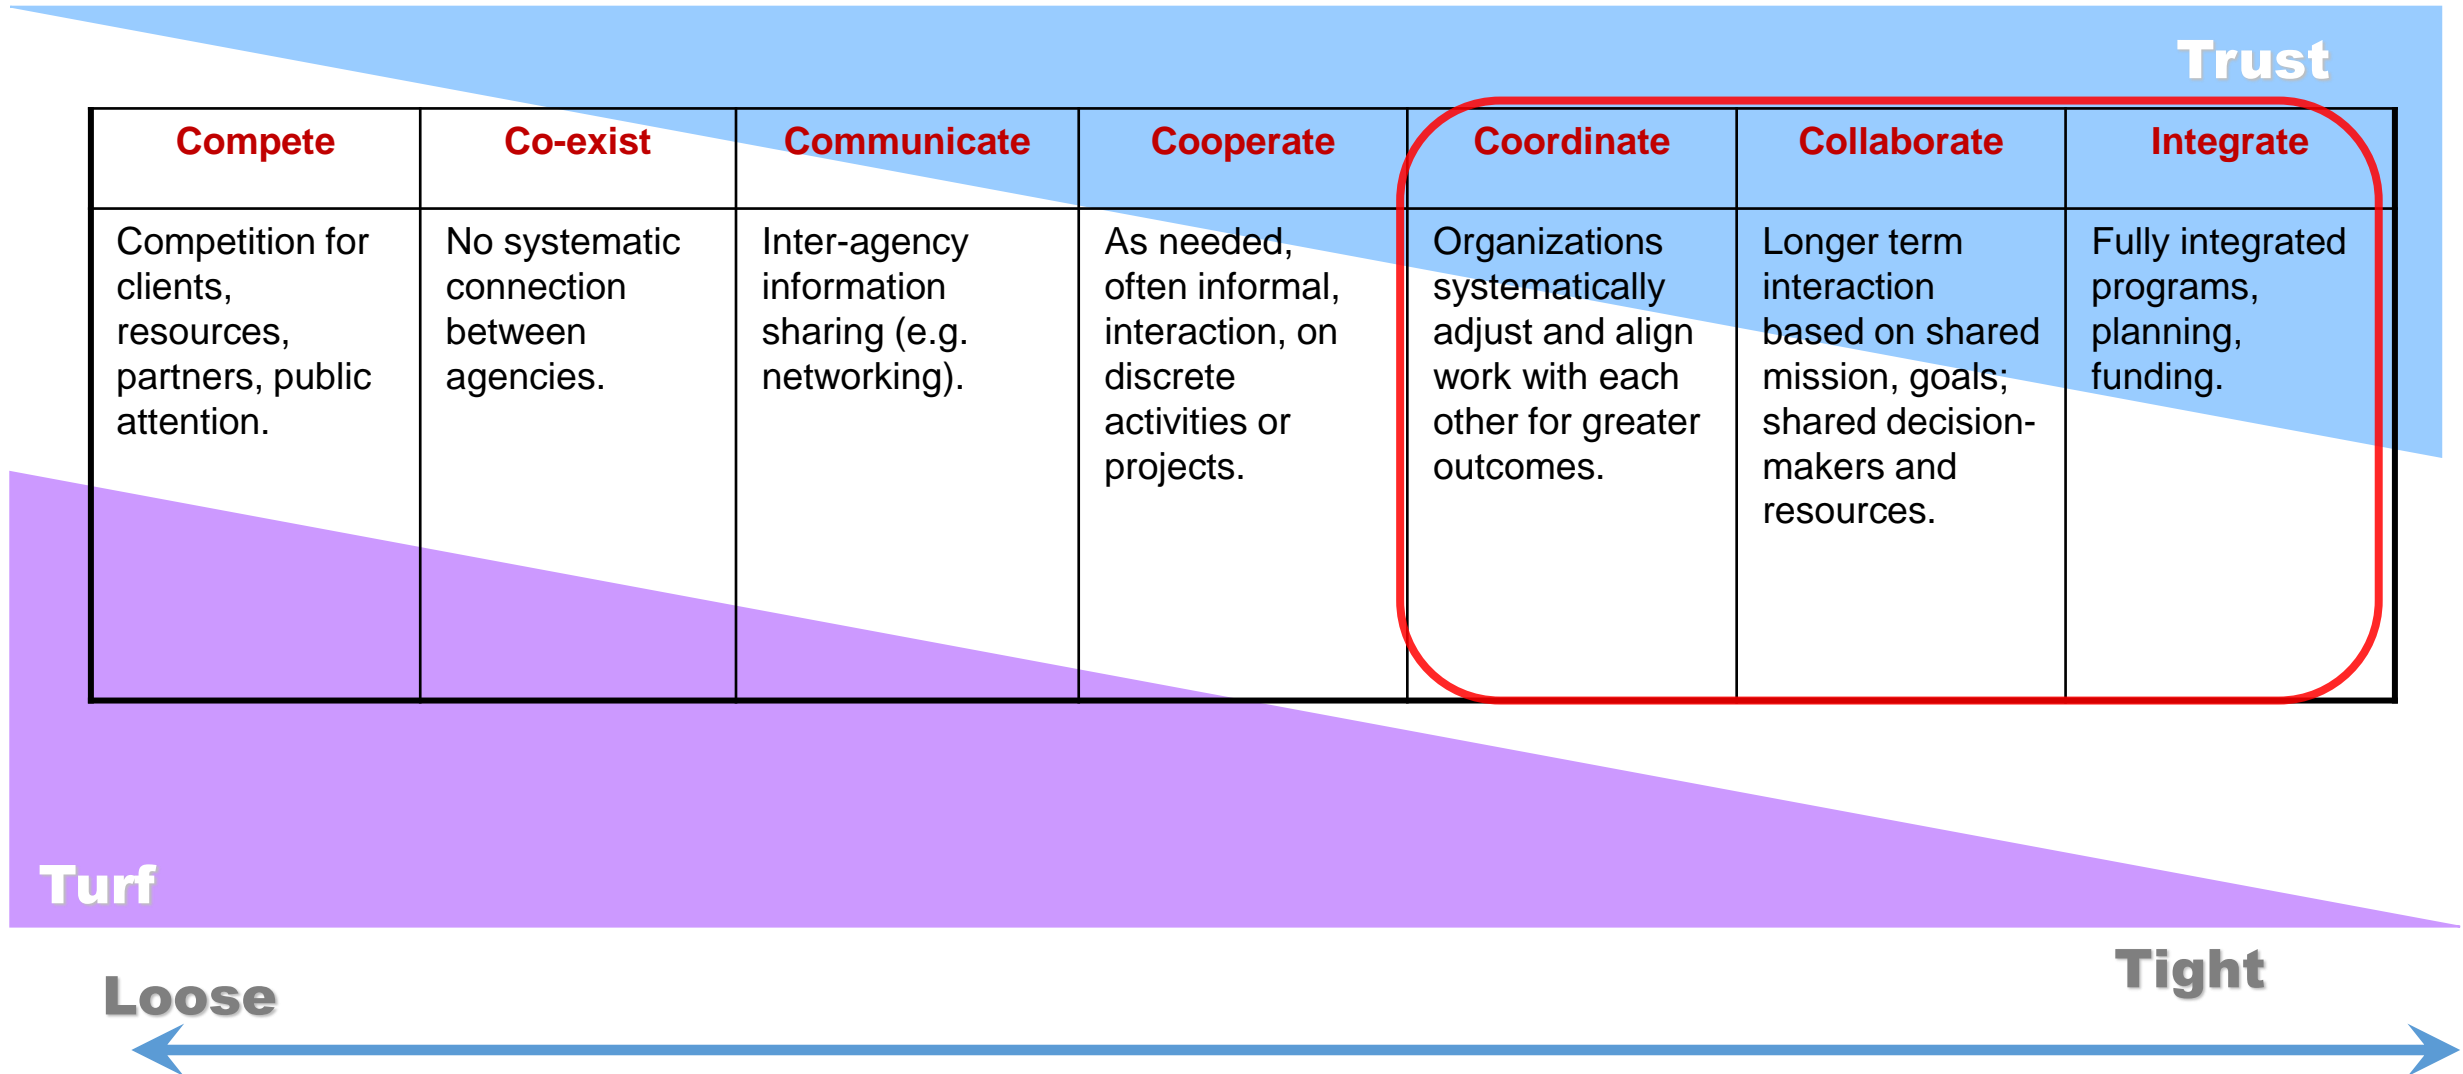 Trust
Compete
Co-exist
Communicate
Cooperate
Coordinate
Collaborate
Integrate
Competition for
clients,
resources,
partners, public
attention.
No systematic
connection
between
agencies.
Inter-agency
information
sharing (e.g.
networking).
As needed,
often informal,
interaction, on
discrete
activities or
projects.
Organizations
systematically
adjust and align
work with each
other for greater
outcomes.
Longer term
interaction
based on shared
mission, goals;
shared decision-
makers and
resources.
Fully integrated
programs,
planning,
funding.
Turf
Loose
Tight